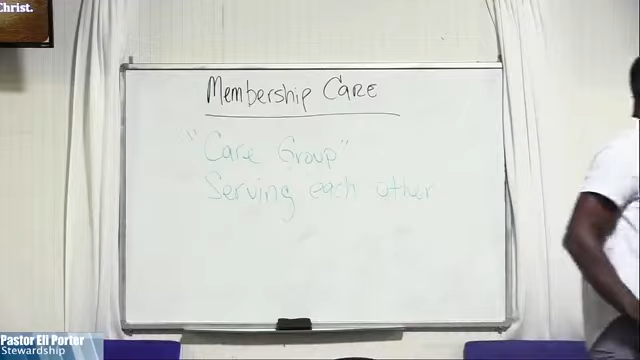 Christ.
Membership CARE
"Care Group"
Serving each other
Pastor Eli Porter
Stewardship